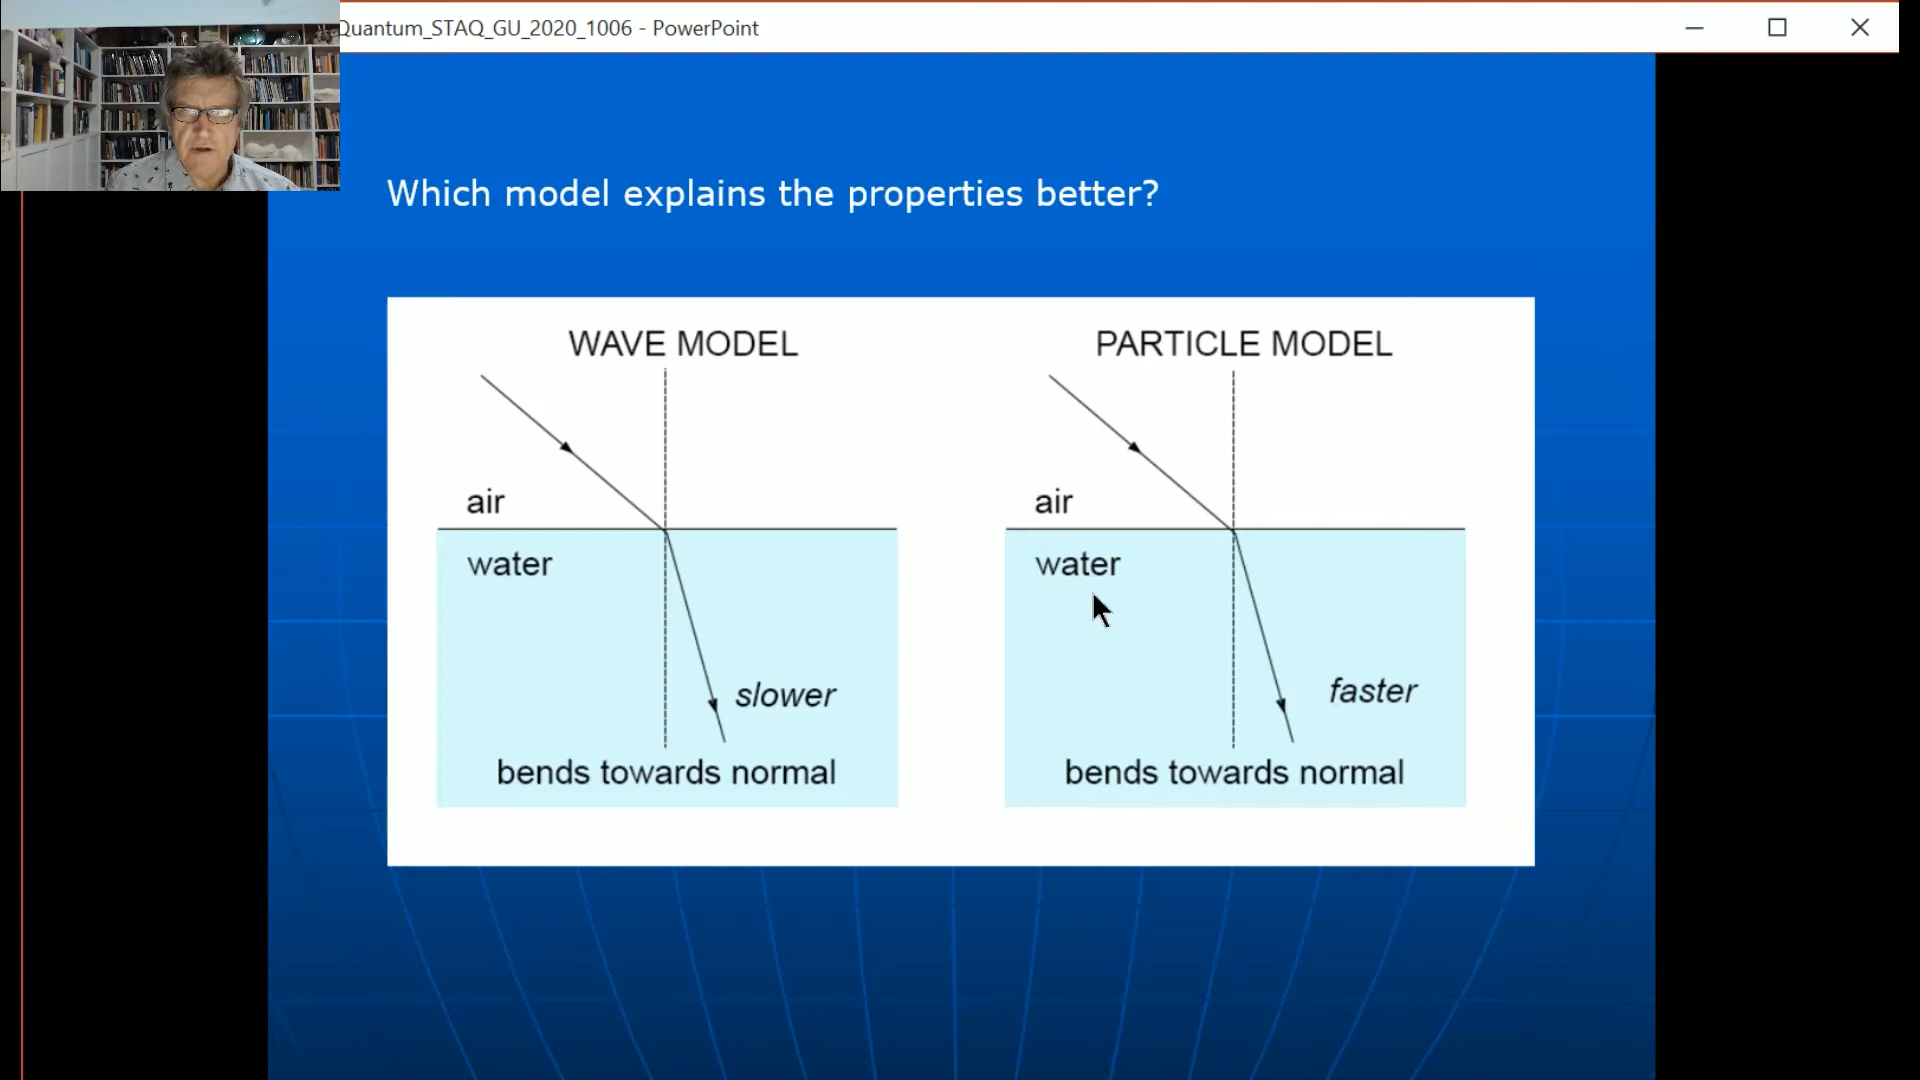 Quantum_STAQ_GU_2020_1006 - PowerPoint
Which model explains the properties better?
WAVE MODEL
air
water
slower
bends towards normal
PARTICLE MODEL
air
water
faster
bends towards normal